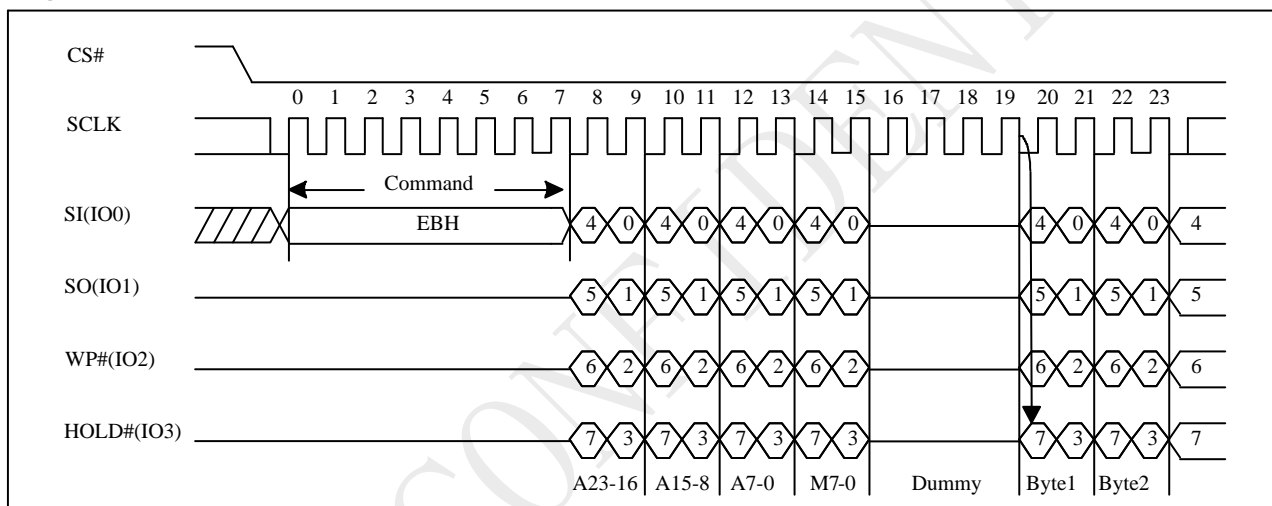 CS#
0 1 2 3 4 5 6 7 8 9 10 11 12 13 14 15 16 17 18 19 20 21 22 23
SCLK
Command
SI(IO0)
EBH
4 0 4 0 4 0 4 0 4 0 4 0 4
SO(IO1)
5 1 5 1 5 1 5 1 5 1 5 1 5
WP#(IO2)
6 2 6 2 6 2 6 2 6 2 6 2 6
HOLD#(IO3)
7 3 7 3 7 3 7 3 7 3 7 3 7
A23-16 A15-8 A7-0 M7-0 Dummy Byte1 Byte2
CONFIDENT